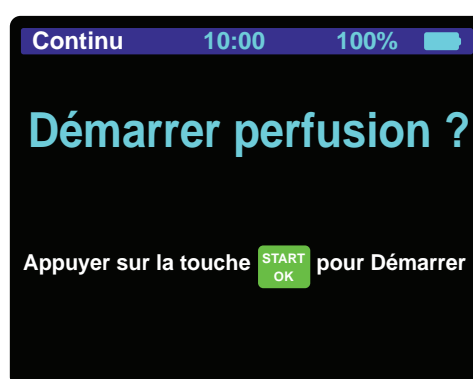 Continu 10:00 100%
Démarrer perfusion ?
Appuyer sur la touche START OK pour Démarrer